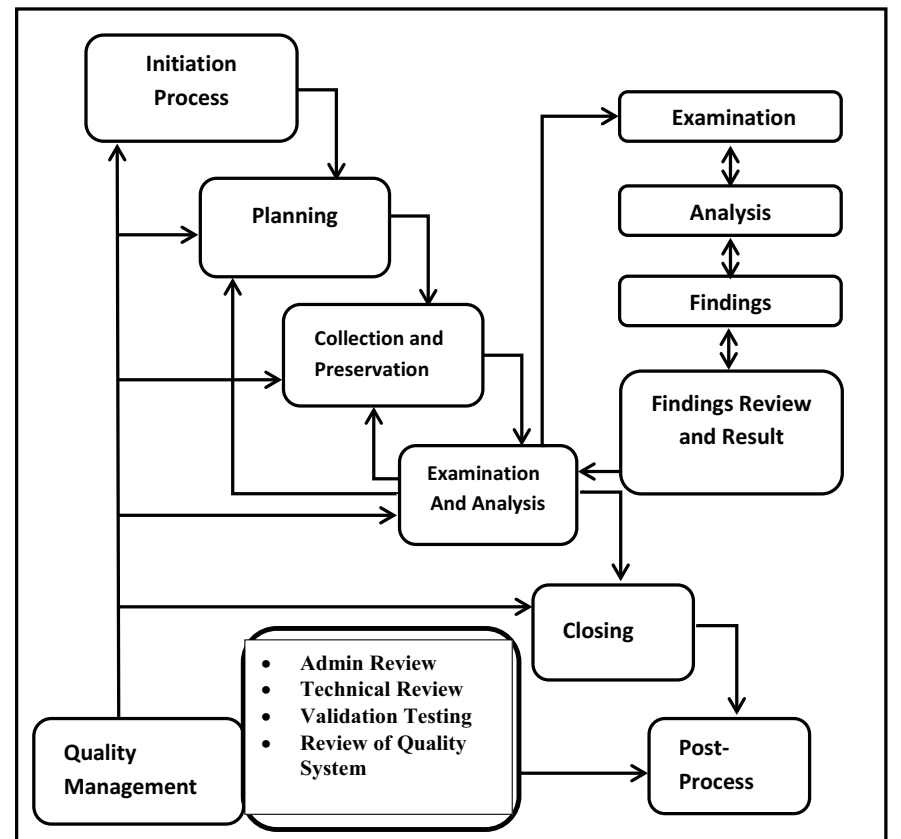 Initiation
Process
Planning
Collection and
Preservation
Examination
And Analysis
Examination
Analysis
Findings
Findings Review
and Result
Closing
• Admin Review
• Technical Review
• Validation Testing
• Review of Quality
System
Quality
Management
Post-
Process